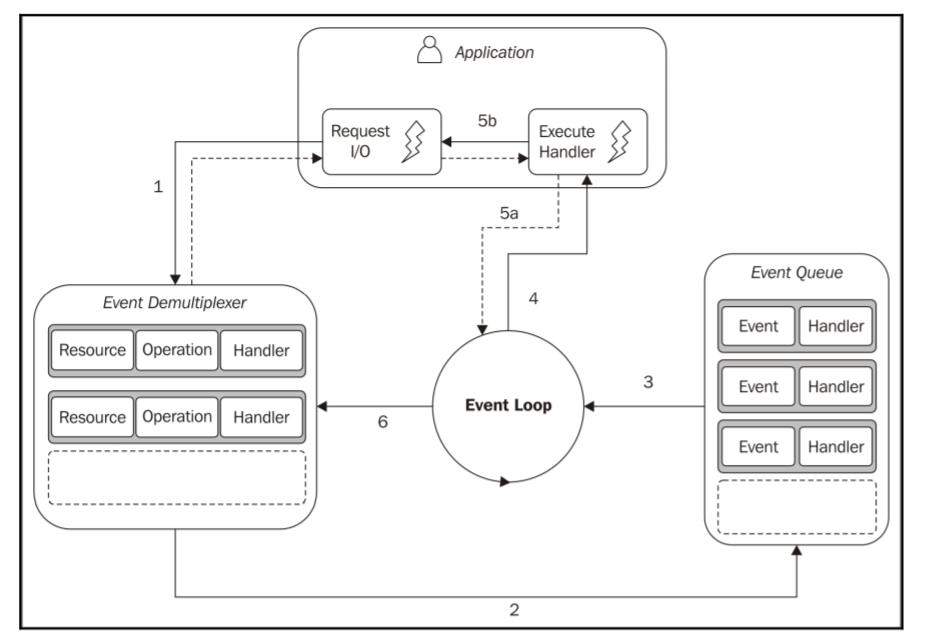 Application
Request
I/O
5b
Execute
Handler
1
5a
Event Demultiplexer
Resource Operation Handler
Resource Operation Handler
4
Event Loop
6
3
Event Queue
Event Handler
Event Handler
Event Handler
2